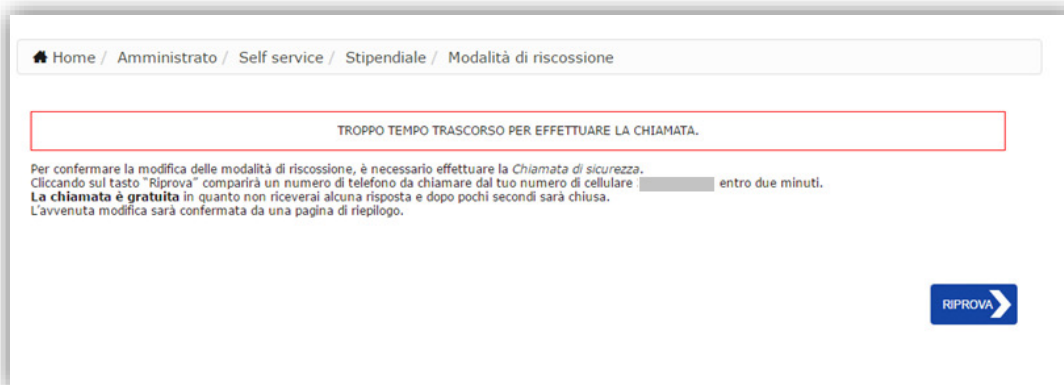 Home / Amministrato / Self service / Stipendiale / Modalità di riscossione
TROPPO TEMPO TRASCORSO PER EFFETTUARE LA CHIAMATA.
Per confermare la modifica delle modalità di riscossione, è necessario effettuare la Chiamata di sicurezza.
Cliccando sul tasto "Riprova" comparirà un numero di telefono da chiamare dal tuo numero di cellulare entro due minuti.
La chiamata è gratuita in quanto non riceverai alcuna risposta e dopo pochi secondi sarà chiusa.
L'avvenuta modifica sarà confermata da una pagina di riepilogo.
RIPROVA